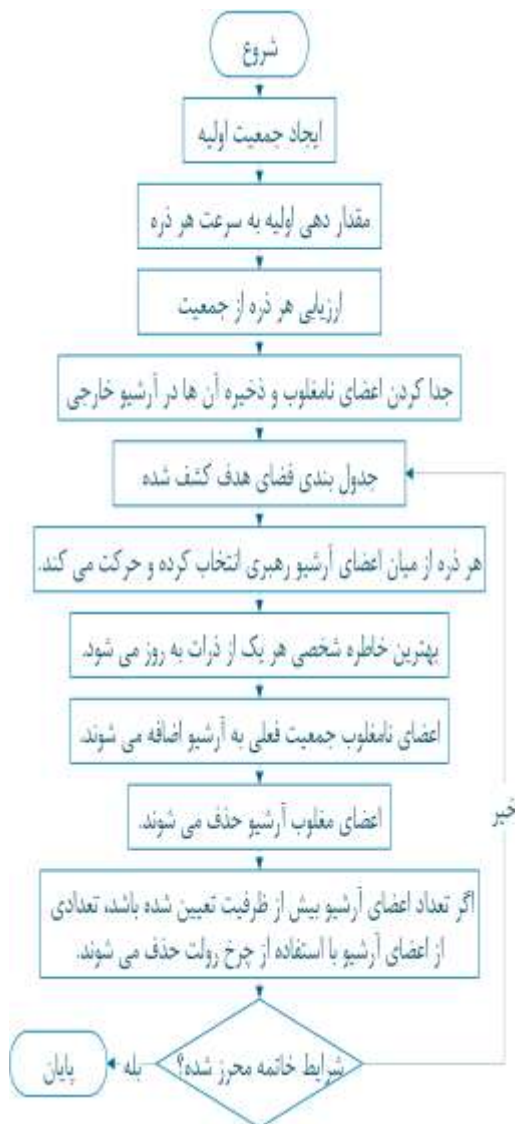 شروع
ایجاد جمعیت اولیه
مقدار دهی اولیه به سرعت هر ذره
ارزیابی هر ذره از جمعیت
جدا کردن اعضای نامغلوب و ذخیره آن ها در آرشیو خارجی
جدول بندی فضای هدف کشف شده
هر ذره از میان اعضای آرشیو رهبری انتخاب کرده و حرکت می کند.
بهترین خاطره شخصی هر یک از ذرات به روز می شود.
اعضای نامغلوب جمعیت فعلی به آرشیو اضافه می شوند.
اعضای مغلوب آرشیو حذف می شوند.
اگر تعداد اعضای آرشیو بیش از ظرفیت تعیین شده باشد، تعدادی
از اعضای آرشیو با استفاده از چرخ رولت حذف می شوند.
شرایط خاتمه محرز شده؟
خیر
بله
پایان